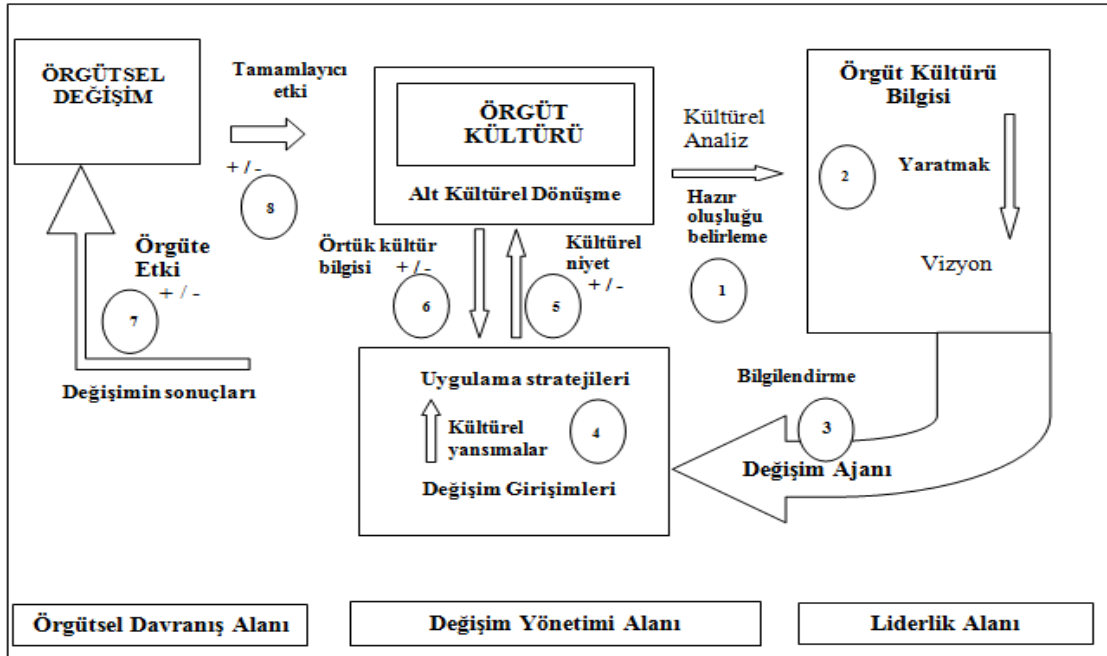 ÖRGÜTSEL
DEĞİŞİM
Tamamlayıcı
etki
+ / -
8
ÖRGÜT
KÜLTÜRÜ
Alt Kültürel Dönüşme
Kültürel
Analiz
Hazır
oluşluğu
belirleme
1
Örgüt Kültürü
Bilgisi
2
Yaratmak
Vizyon
Örgüte
Etki
+ / -
7
Değişimin sonuçları
Örtük kültür
bilgisi + / -
6
Kültürel
niyet
+ / -
5
Uygulama stratejileri
Kültürel
yansımalar
4
Değişim Girişimleri
Bilgilendirme
3
Değişim Ajanı
Örgütsel Davranış Alanı
Değişim Yönetimi Alanı
Liderlik Alanı